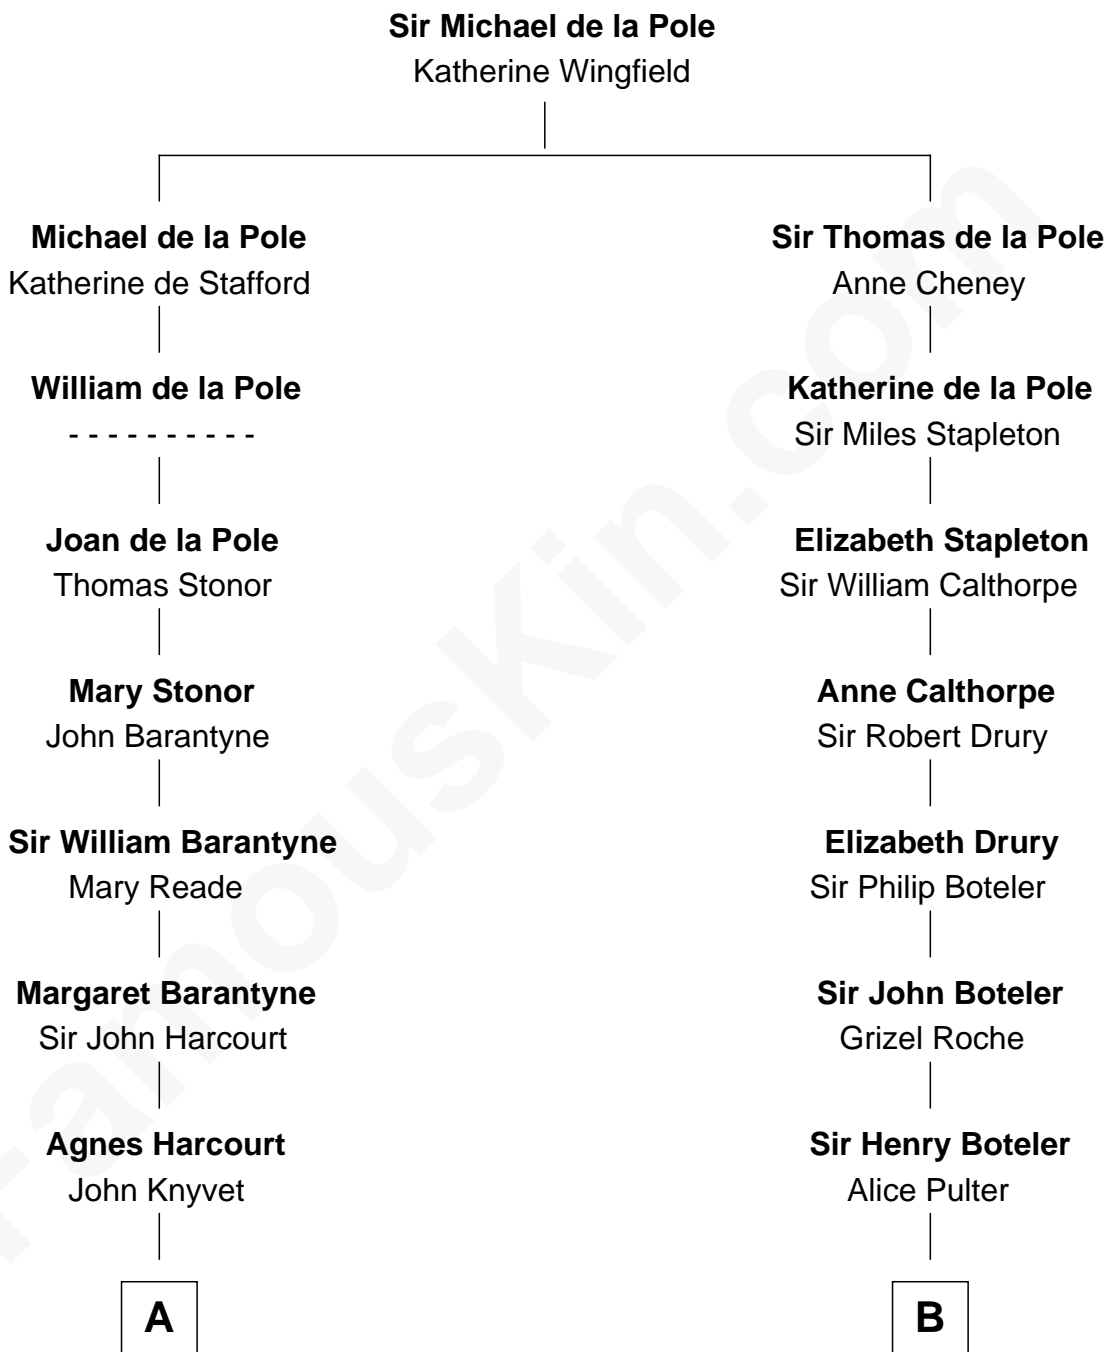 Sir Michael de la Pole
Katherine Wingfield
Michael de la Pole
Katherine de Stafford
William de la Pole
- - - - - - - - - -
Joan de la Pole
Thomas Stonor
Mary Stonor
John Barantyne
Sir William Barantyne
Mary Reade
Margaret Barantyne
Sir John Harcourt
Agnes Harcourt
John Knyvet
A
Sir Thomas de la Pole
Anne Cheney
Katherine de la Pole
Sir Miles Stapleton
Elizabeth Stapleton
Sir William Calthorpe
Anne Calthorpe
Sir Robert Drury
Elizabeth Drury
Sir Philip Boteler
Sir John Boteler
Grizel Roche
Sir Henry Boteler
Alice Pulter
B
FamousKin.com